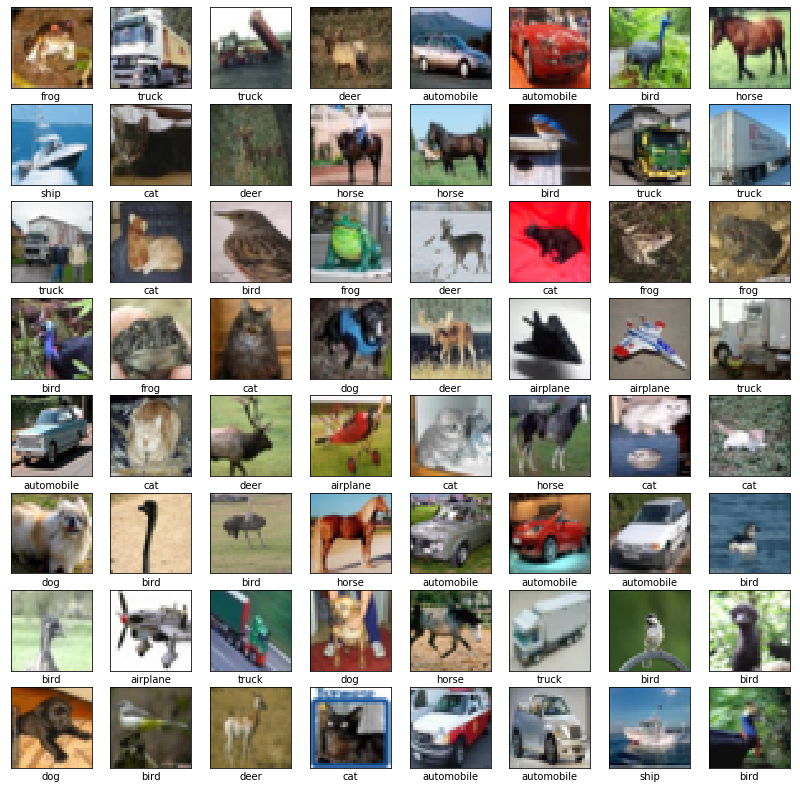 frog truck truck deer automobile automobile bird horse
ship cat deer horse horse bird truck truck
truck cat bird frog deer cat frog frog
bird frog cat dog deer airplane airplane truck
automobile cat deer airplane cat horse cat cat
dog bird bird horse automobile automobile automobile bird
bird airplane truck dog horse truck bird bird
dog bird deer cat automobile automobile ship bird